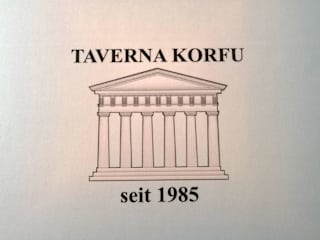 TAVERNA KORFU
seit 1985